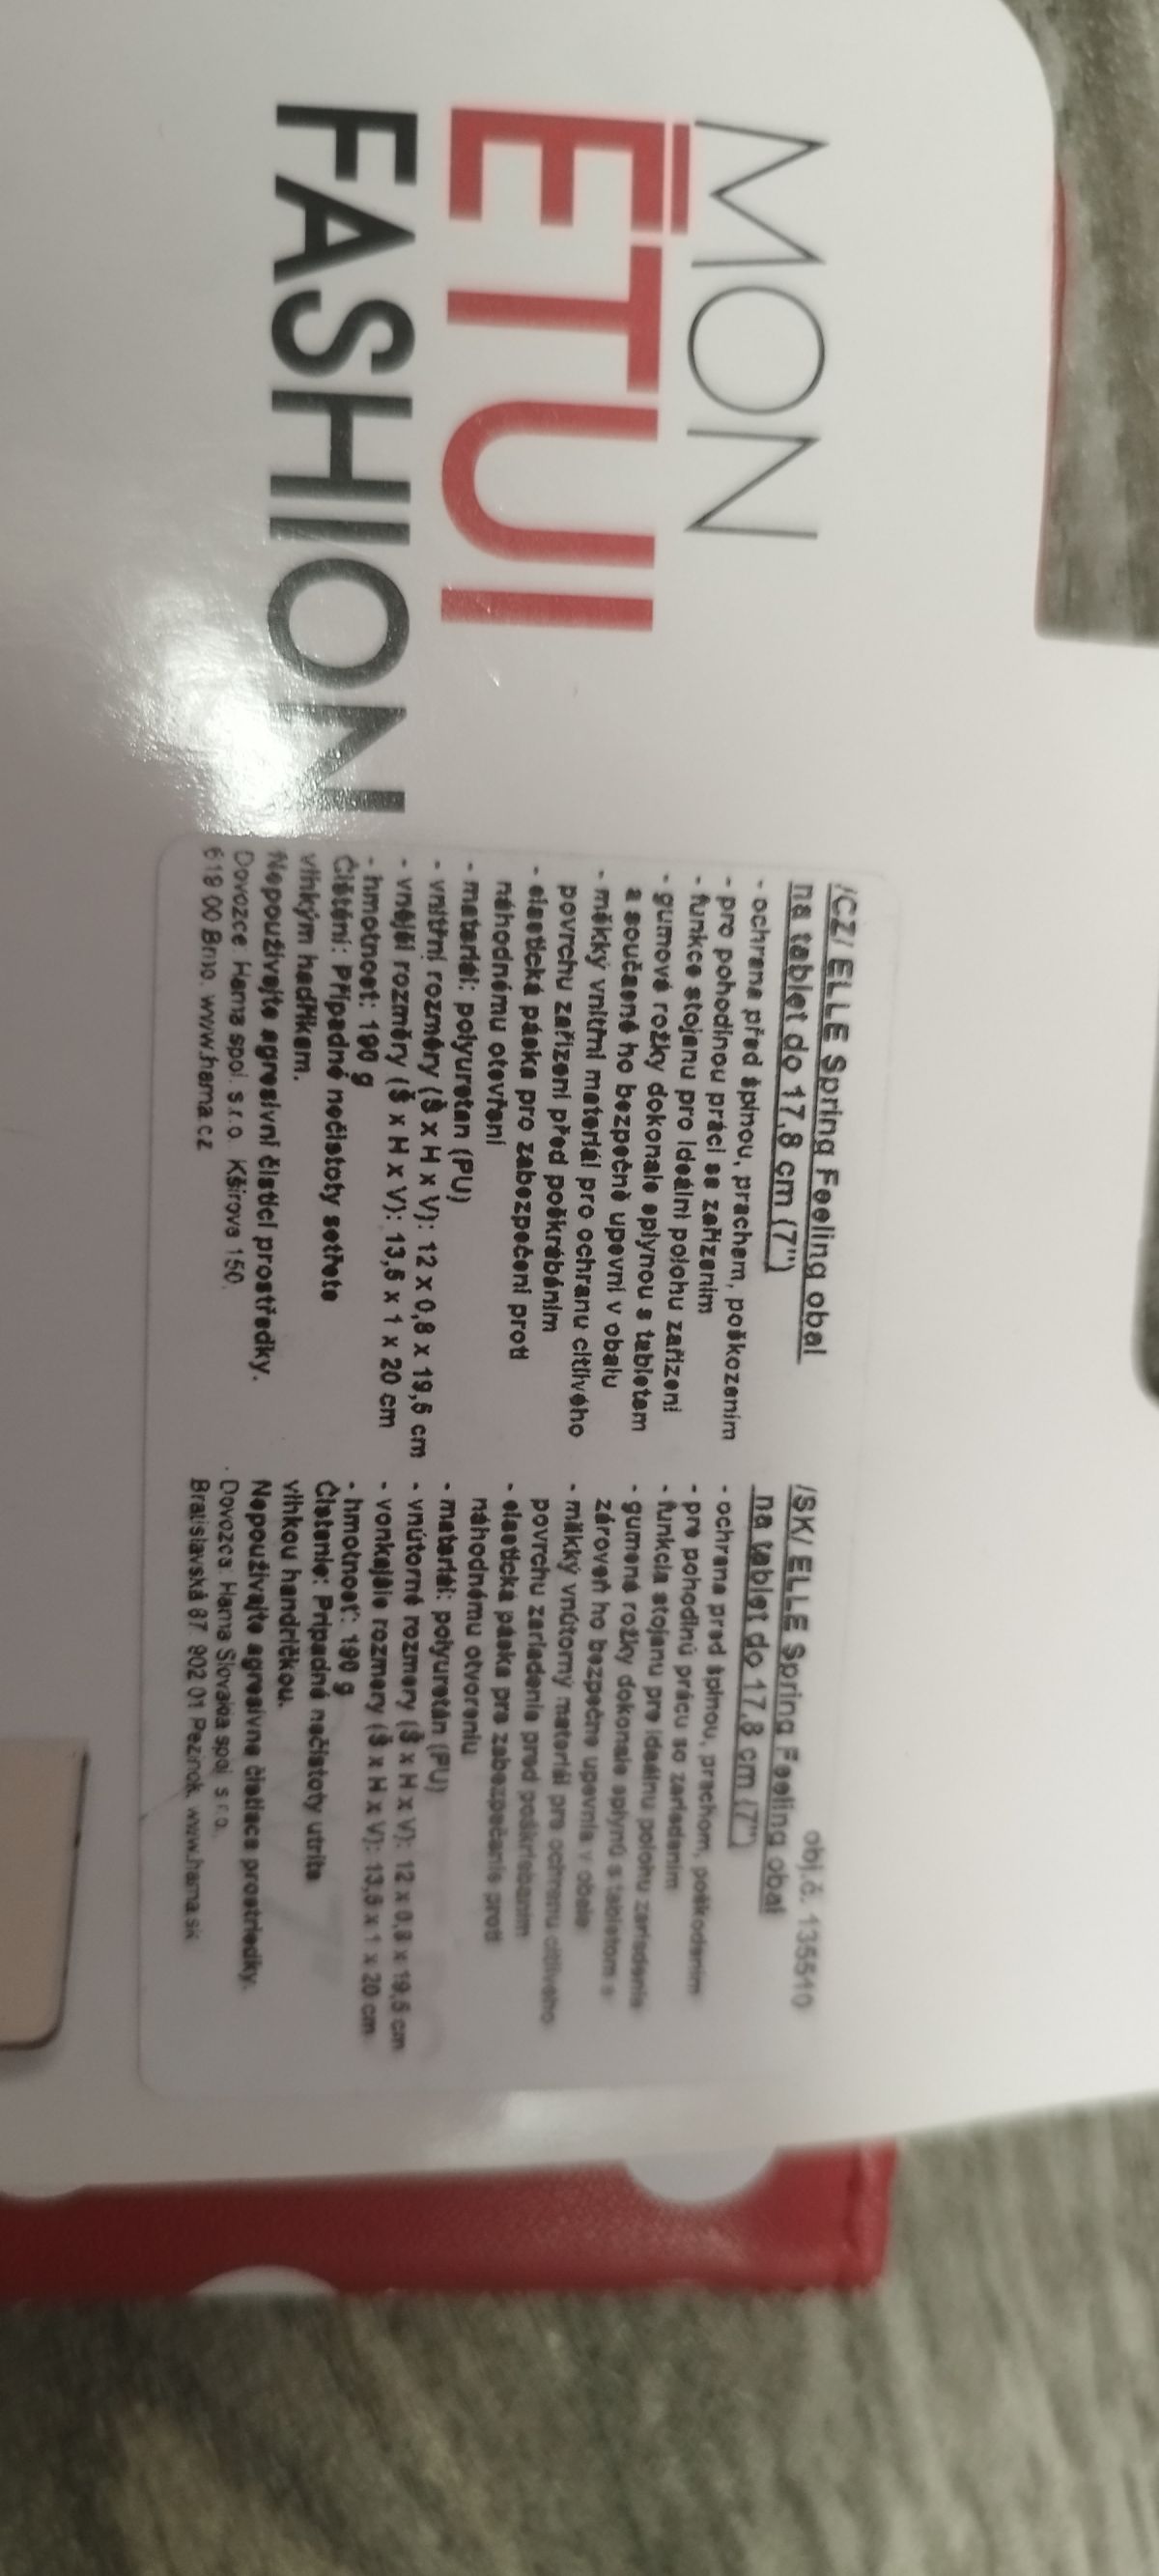 MON
ÉTUI
FASHION
/CZ/ ELLE Spring Feeling obal
na tablet do 17,8 cm (7")
- ochrana před špínou, prachem, poškozením
- pro pohodlnou práci se zařízením
- funkce stojanu pro ideální polohu zařízení
- gumové rožky dokonale splynou s tabletem
a současně ho bezpečně upevní v obalu
- měkký vnitřní materiál pro ochranu citlivého
povrchu zařízení před poškrábáním
- elastická páska pro zabezpečení proti
náhodnému otevření
- materiál: polyuretan (PU)
- vnitřní rozměry (Š x H x V): 12 x 0,8 x 19,5 cm
- vnější rozměry (Š x H x V): 13,5 x 1 x 20 cm
- hmotnost: 190 g
Čištění: Případné nečistoty setřete
vlhkým hadříkem.
Nepoužívejte agresivní čisticí prostředky.
Dovozce: Hama spol. s r.o. Kširova 150,
619 00 Brno, www.hama.cz
obj.č. 135510
/SK/ ELLE Spring Feeling obal
na tablet do 17,8 cm (7")
- ochrana pred špinou, prachom, poškodením
- pre pohodlnú prácu so zariadením
- funkcia stojanu pre ideálnu polohu zariadenia
- gumené rožky dokonale splynú s tabletom a
zároveň ho bezpečne upevnia v obale
- mäkký vnútorný materiál pre ochranu citlivého
povrchu zariadenia pred poškriabaním
- elastická páska pre zabezpečenie proti
náhodnému otvoreniu
- materiál: polyuretán (PU)
- vnútorné rozmery (Š x H x V): 12 x 0,8 x 19,5 cm
- vonkajšie rozmery (Š x H x V): 13,5 x 1 x 20 cm
- hmotnosť: 190 g
Čistenie: Prípadné nečistoty utrite
vlhkou handričkou.
Nepoužívajte agresívne čistiace prostriedky.
Dovozca: Hama Slovakia spol. s r.o.,
Bratislavská 87, 902 01 Pezinok, www.hama.sk